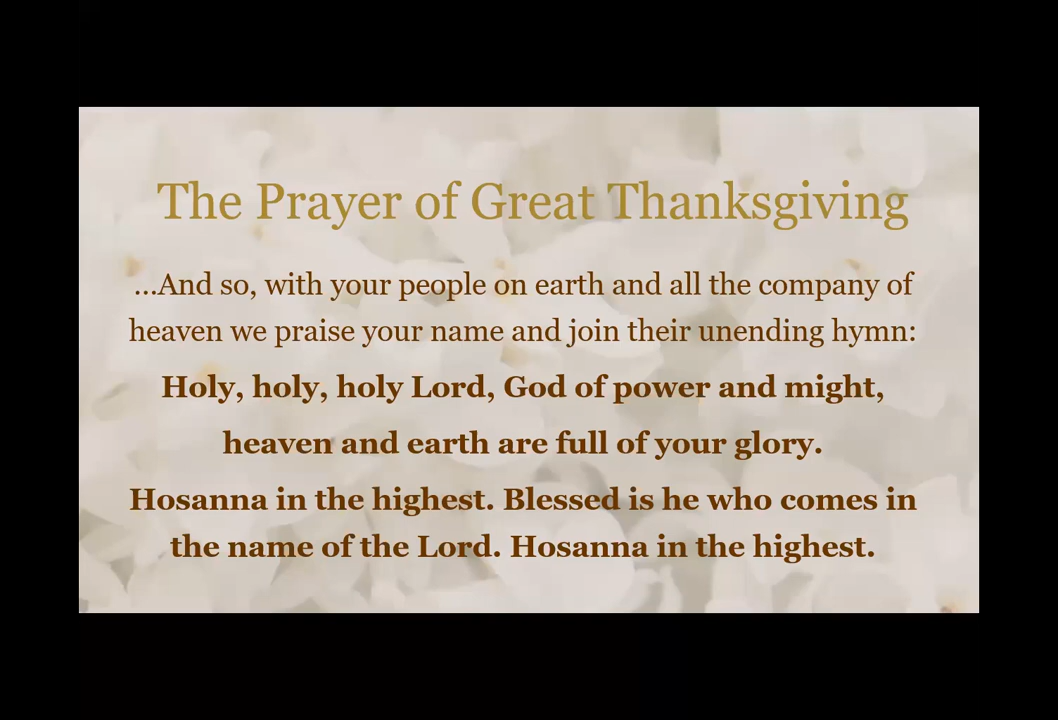 The Prayer of Great Thanksgiving
...And so, with your people on earth and all the company of
heaven we praise your name and join their unending hymn:
Holy, holy, holy Lord, God of power and might,
heaven and earth are full of your glory.
Hosanna in the highest. Blessed is he who comes in
the name of the Lord. Hosanna in the highest.